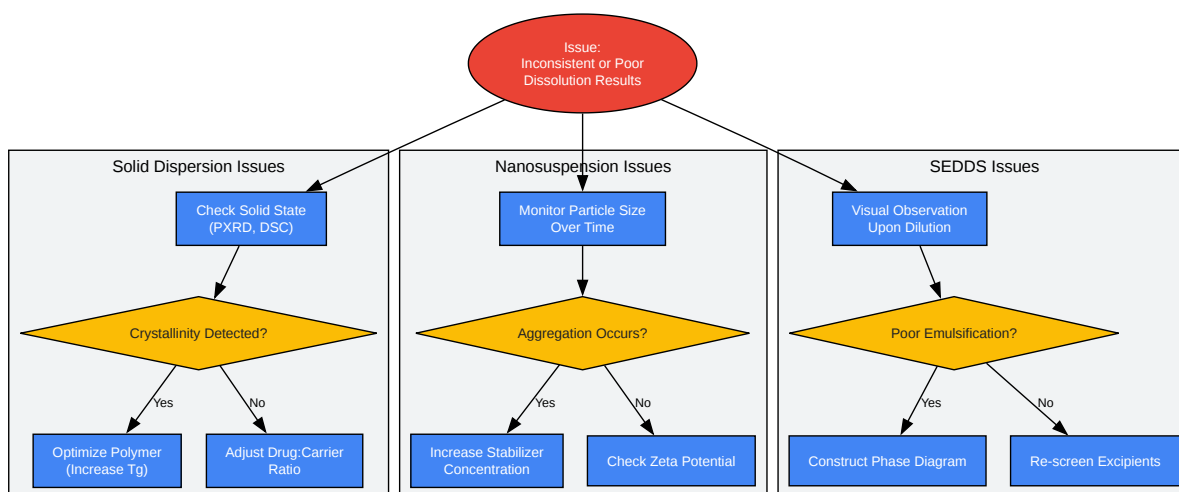 Issue:
Inconsistent or Poor
Dissolution Results
Solid Dispersion Issues
Check Solid State
(PXRD, DSC)
Crystallinity Detected?
Yes
No
Optimize Polymer
(Increase Tg)
Adjust Drug:Carrier
Ratio
Nanosuspension Issues
Monitor Particle Size
Over Time
Aggregation Occurs?
Yes
No
Increase Stabilizer
Concentration
Check Zeta Potential
SEDDS Issues
Visual Observation
Upon Dilution
Poor Emulsification?
Yes
No
Construct Phase Diagram
Re-screen Excipients